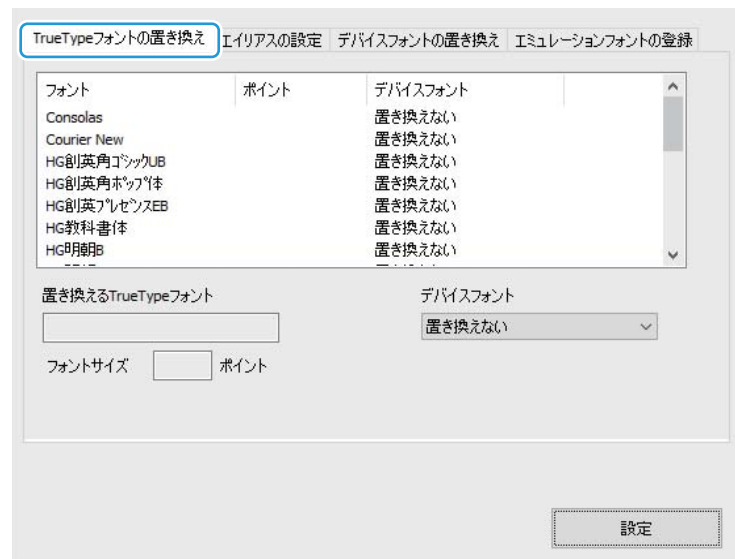 TrueTypeフォントの置き換え エイリアスの設定 デバイスフォントの置き換え エミュレーションフォントの登録
フォント ポイント デバイスフォント
Consolas 置き換えない
Courier New 置き換えない
HG創英角ｺﾞｼｯｸUB 置き換えない
HG創英角ﾎﾟｯﾌﾟ体 置き換えない
HG創英ﾌﾟﾚｾﾞﾝｽEB 置き換えない
HG教科書体 置き換えない
HG明朝B 置き換えない
置き換えるTrueTypeフォント デバイスフォント
置き換えない
フォントサイズ ポイント
設定